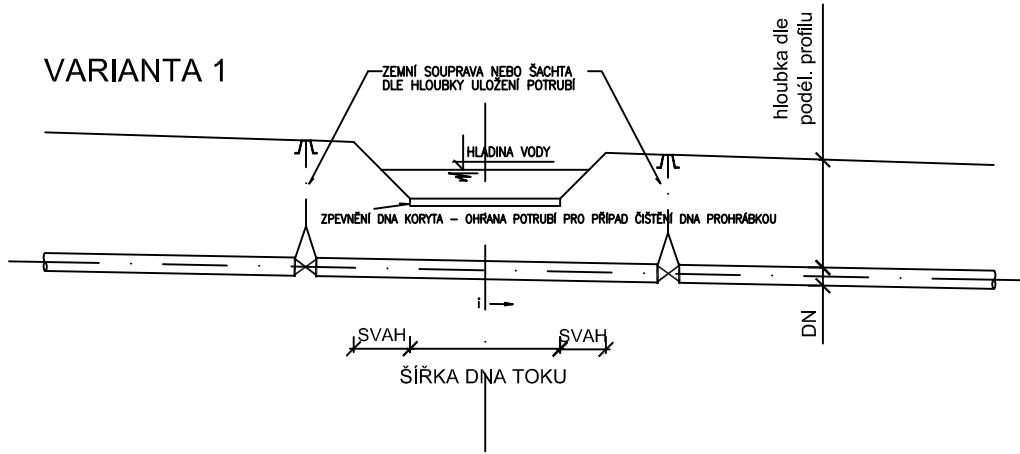 VARIANTA 1
ZEMNÍ SOUPRAVA NEBO ŠACHTA
DLE HLOUBKY ULOŽENÍ POTRUBÍ
hloubka dle
podél. profilu
HLADINA VODY
ZPEVNĚNÍ DNA KORYTA – OHRANA POTRUBÍ PRO PŘÍPAD ČIŠTĚNÍ DNA PROHRÁBKOU
i
DN
SVAH
SVAH
ŠÍŘKA DNA TOKU